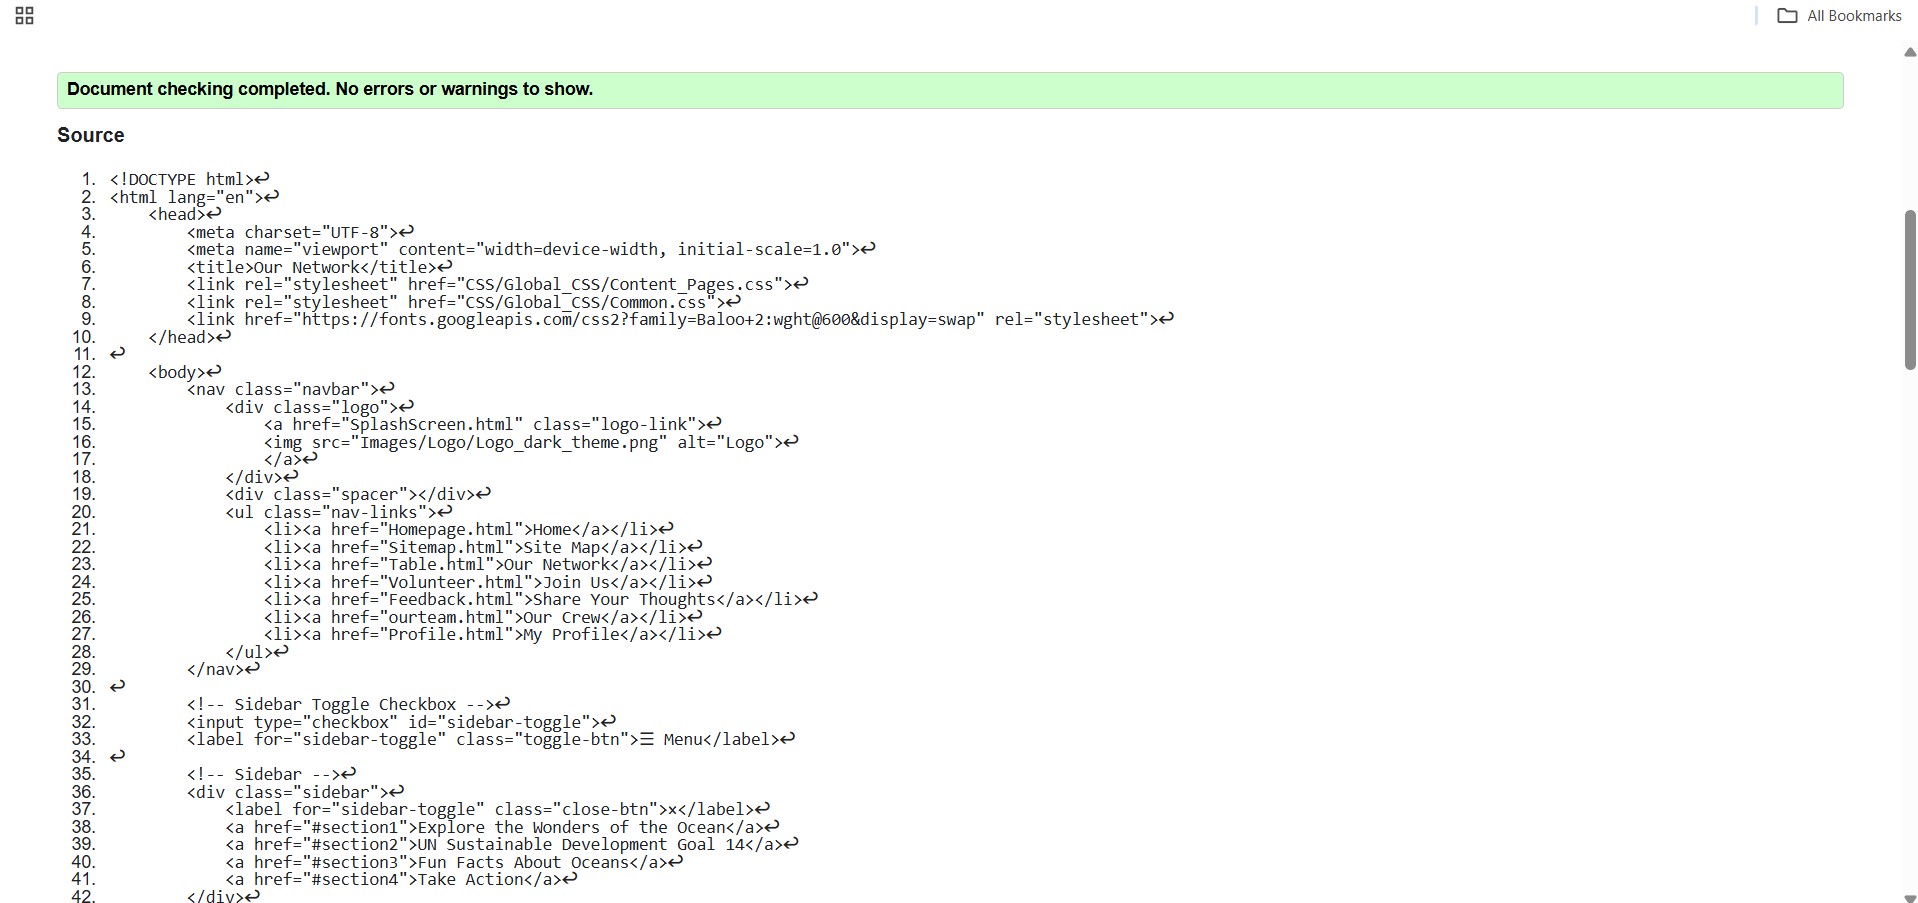 All Bookmarks
Document checking completed. No errors or warnings to show.
Source
1. <!DOCTYPE html>↩
2. <html lang="en">↩
3.     <head>↩
4.         <meta charset="UTF-8">↩
5.         <meta name="viewport" content="width=device-width, initial-scale=1.0">↩
6.         <title>Our Network</title>↩
7.         <link rel="stylesheet" href="CSS/Global_CSS/Content_Pages.css">↩
8.         <link rel="stylesheet" href="CSS/Global_CSS/Common.css">↩
9.         <link href="https://fonts.googleapis.com/css2?family=Baloo+2:wght@600&display=swap" rel="stylesheet">↩
10.     </head>↩
11. ↩
12.     <body>↩
13.         <nav class="navbar">↩
14.             <div class="logo">↩
15.                 <a href="SplashScreen.html" class="logo-link">↩
16.                 <img src="Images/Logo/Logo_dark_theme.png" alt="Logo">↩
17.                 </a>↩
18.             </div>↩
19.             <div class="spacer"></div>↩
20.             <ul class="nav-links">↩
21.                 <li><a href="Homepage.html">Home</a></li>↩
22.                 <li><a href="Sitemap.html">Site Map</a></li>↩
23.                 <li><a href="Table.html">Our Network</a></li>↩
24.                 <li><a href="Volunteer.html">Join Us</a></li>↩
25.                 <li><a href="Feedback.html">Share Your Thoughts</a></li>↩
26.                 <li><a href="ourteam.html">Our Crew</a></li>↩
27.                 <li><a href="Profile.html">My Profile</a></li>↩
28.             </ul>↩
29.         </nav>↩
30. ↩
31.         <!-- Sidebar Toggle Checkbox -->↩
32.         <input type="checkbox" id="sidebar-toggle">↩
33.         <label for="sidebar-toggle" class="toggle-btn">☰ Menu</label>↩
34. ↩
35.         <!-- Sidebar -->↩
36.         <div class="sidebar">↩
37.             <label for="sidebar-toggle" class="close-btn">x</label>↩
38.             <a href="#section1">Explore the Wonders of the Ocean</a>↩
39.             <a href="#section2">UN Sustainable Development Goal 14</a>↩
40.             <a href="#section3">Fun Facts About Oceans</a>↩
41.             <a href="#section4">Take Action</a>↩
42.         </div>↩